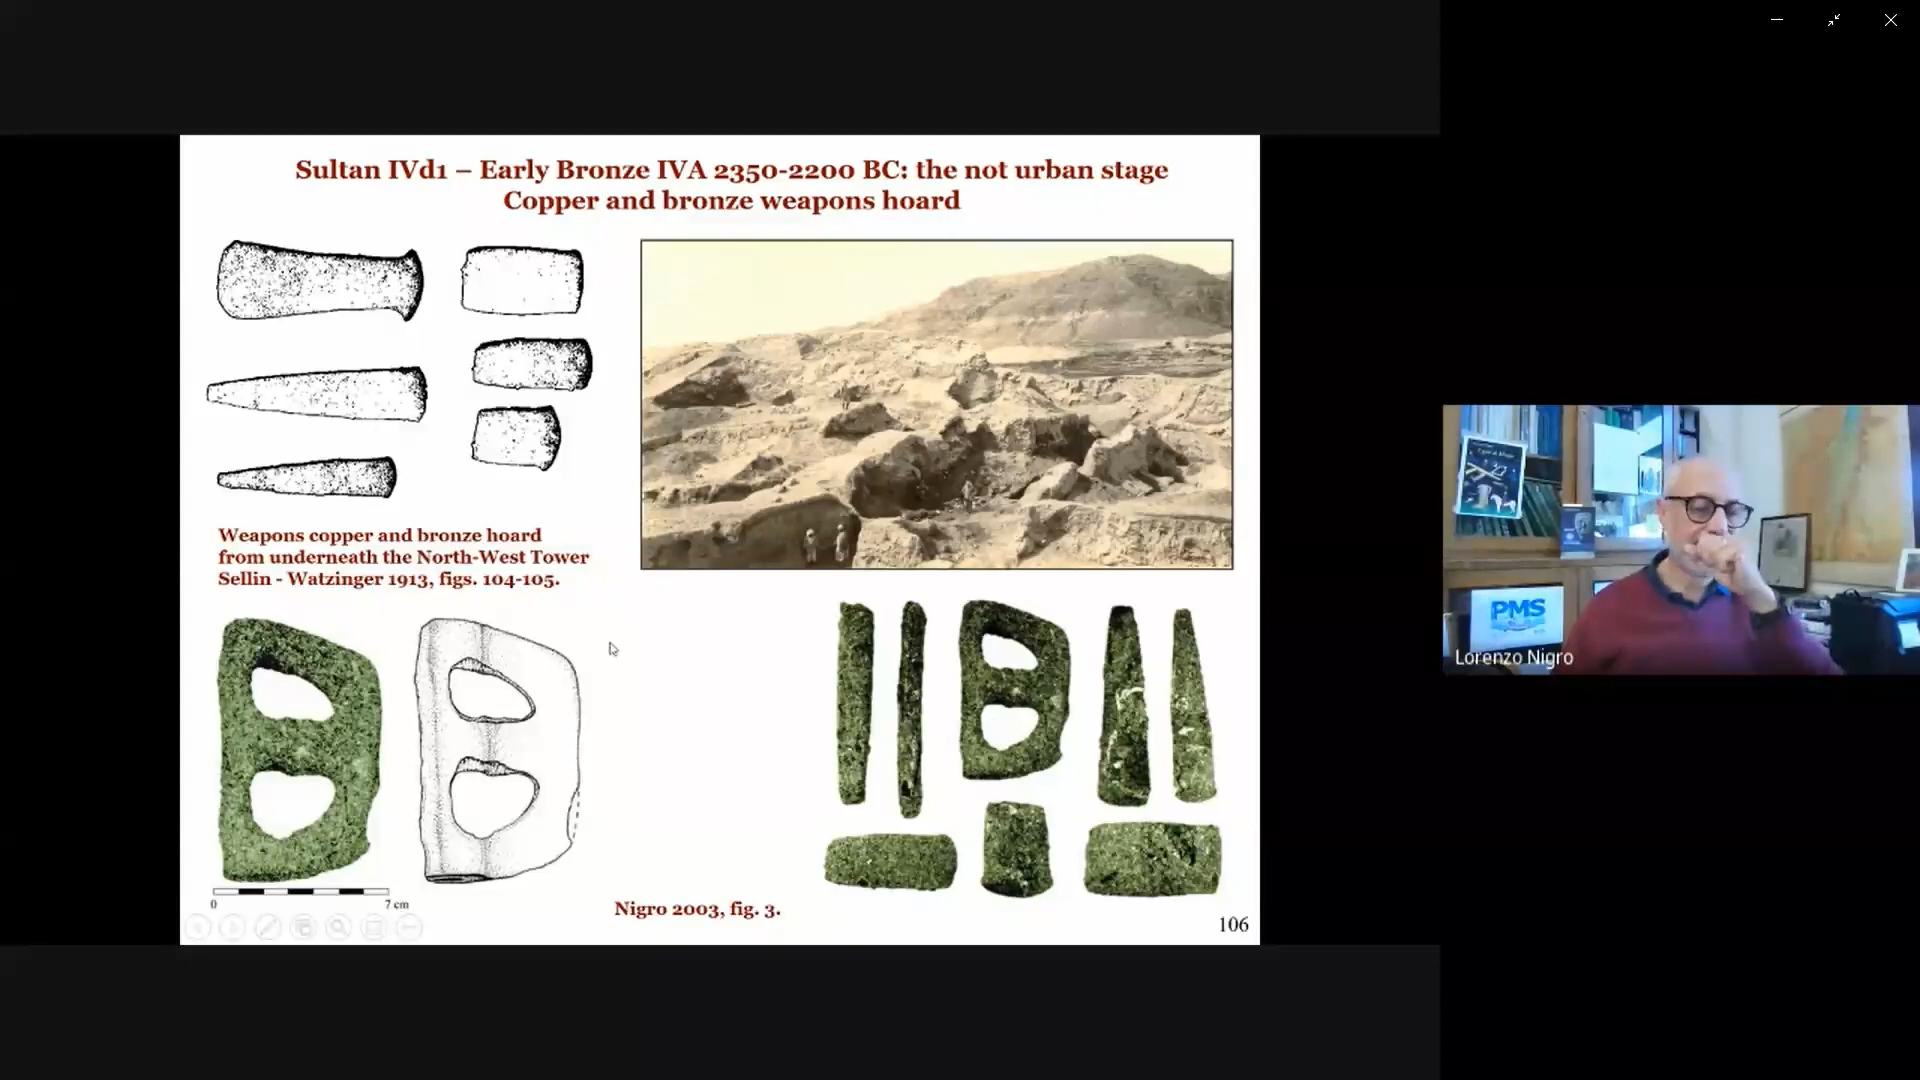 Sultan IVd1 – Early Bronze IVA 2350-2200 BC: the not urban stage
Copper and bronze weapons hoard
Weapons copper and bronze hoard
from underneath the North-West Tower
Sellin - Watzinger 1913, figs. 104-105.
0 7 cm
Nigro 2003, fig. 3.
106
PMS
Lorenzo Nigro